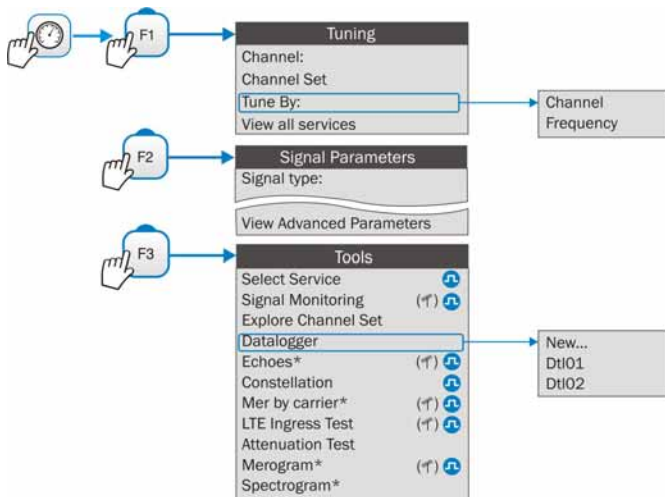 F1
Tuning
Channel:
Channel Set
Tune By:
View all services
Channel
Frequency
F2
Signal Parameters
Signal type:
View Advanced Parameters
F3
Tools
Select Service
Signal Monitoring
Explore Channel Set
Datalogger
Echoes*
Constellation
Mer by carrier*
LTE Ingress Test
Attenuation Test
Merogram*
Spectrogram*
New...
Dtl01
Dtl02